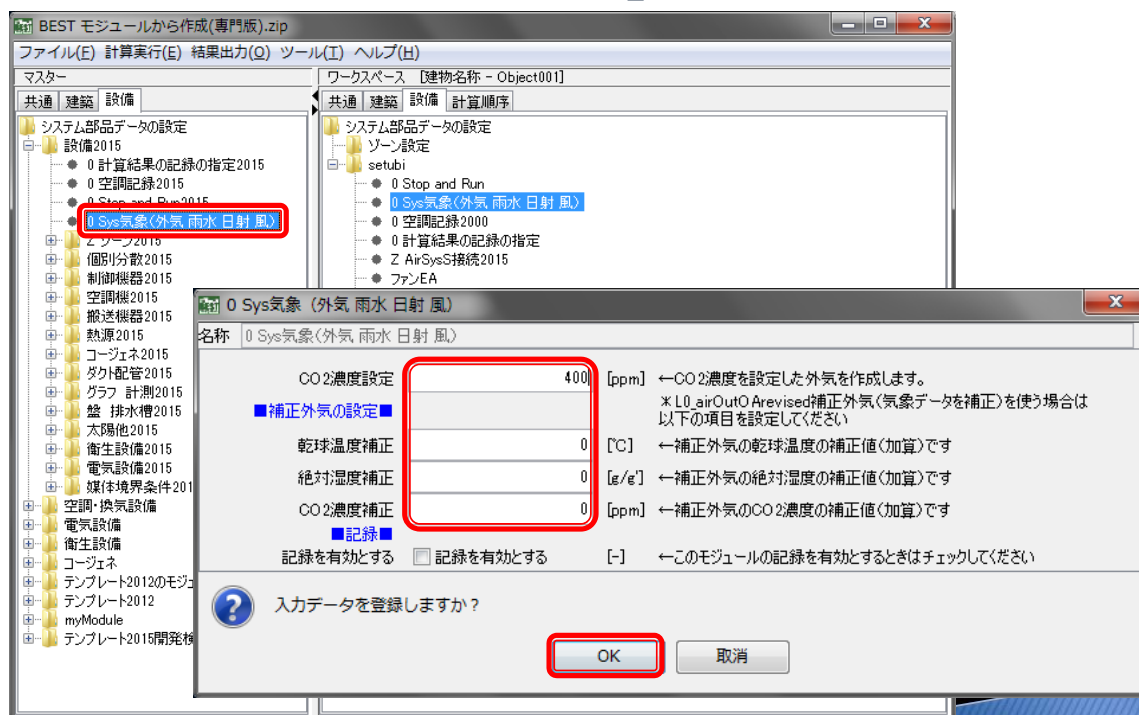 BEST モジュールから作成(専門版).zip
ファイル(F) 計算実行(E) 結果出力(O) ツール(T) ヘルプ(H)
マスター
共通 建築 設備
システム部品データの設定
設備2015
0 計算結果の記録の指定2015
0 空調記録2015
0 Stop and Run2015
0 Sys気象(外気 雨水 日射 風)
Z ゾーン2015
個別分散2015
制御機器2015
空調機2015
搬送機器2015
熱源2015
コージェネ2015
ダクト配管2015
グラフ 計測2015
盤 排水槽2015
太陽他2015
衛生設備2015
電気設備2015
媒体境界条件201
空調・換気設備
電気設備
衛生設備
コージェネ
テンプレート2012のモジュ
テンプレート2012
myModule
テンプレート2015開発検
ワークスペース [建物名称 - Object001]
共通 建築 設備 計算順序
システム部品データの設定
ゾーン設定
setubi
0 Stop and Run
0 Sys気象(外気 雨水 日射 風)
0 空調記録2000
0 計算結果の記録の指定
Z AirSysS接続2015
ファンEA
0 Sys気象 (外気 雨水 日射 風)
名称 0 Sys気象(外気 雨水 日射 風)
CO2濃度設定 400 [ppm] ←CO2濃度を設定した外気を作成します。
■補正外気の設定■ *L0_airOutOArevised補正外気(気象データを補正)を使う場合は
以下の項目を設定してください
乾球温度補正 0 [℃] ←補正外気の乾球温度の補正値(加算)です
絶対湿度補正 0 [g/g'] ←補正外気の絶対湿度の補正値(加算)です
CO2濃度補正 0 [ppm] ←補正外気のCO2濃度の補正値(加算)です
■記録■
記録を有効とする 記録を有効とする [-] ←このモジュールの記録を有効とするときはチェックしてください
入力データを登録しますか？
OK 取消